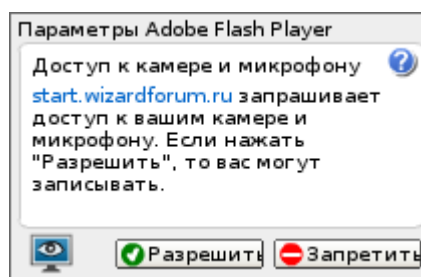 Параметры Adobe Flash Player
Доступ к камере и микрофону
start.wizardforum.ru запрашивает
доступ к вашим камере и
микрофону. Если нажать
"Разрешить", то вас могут
записывать.
Разрешить Запретить